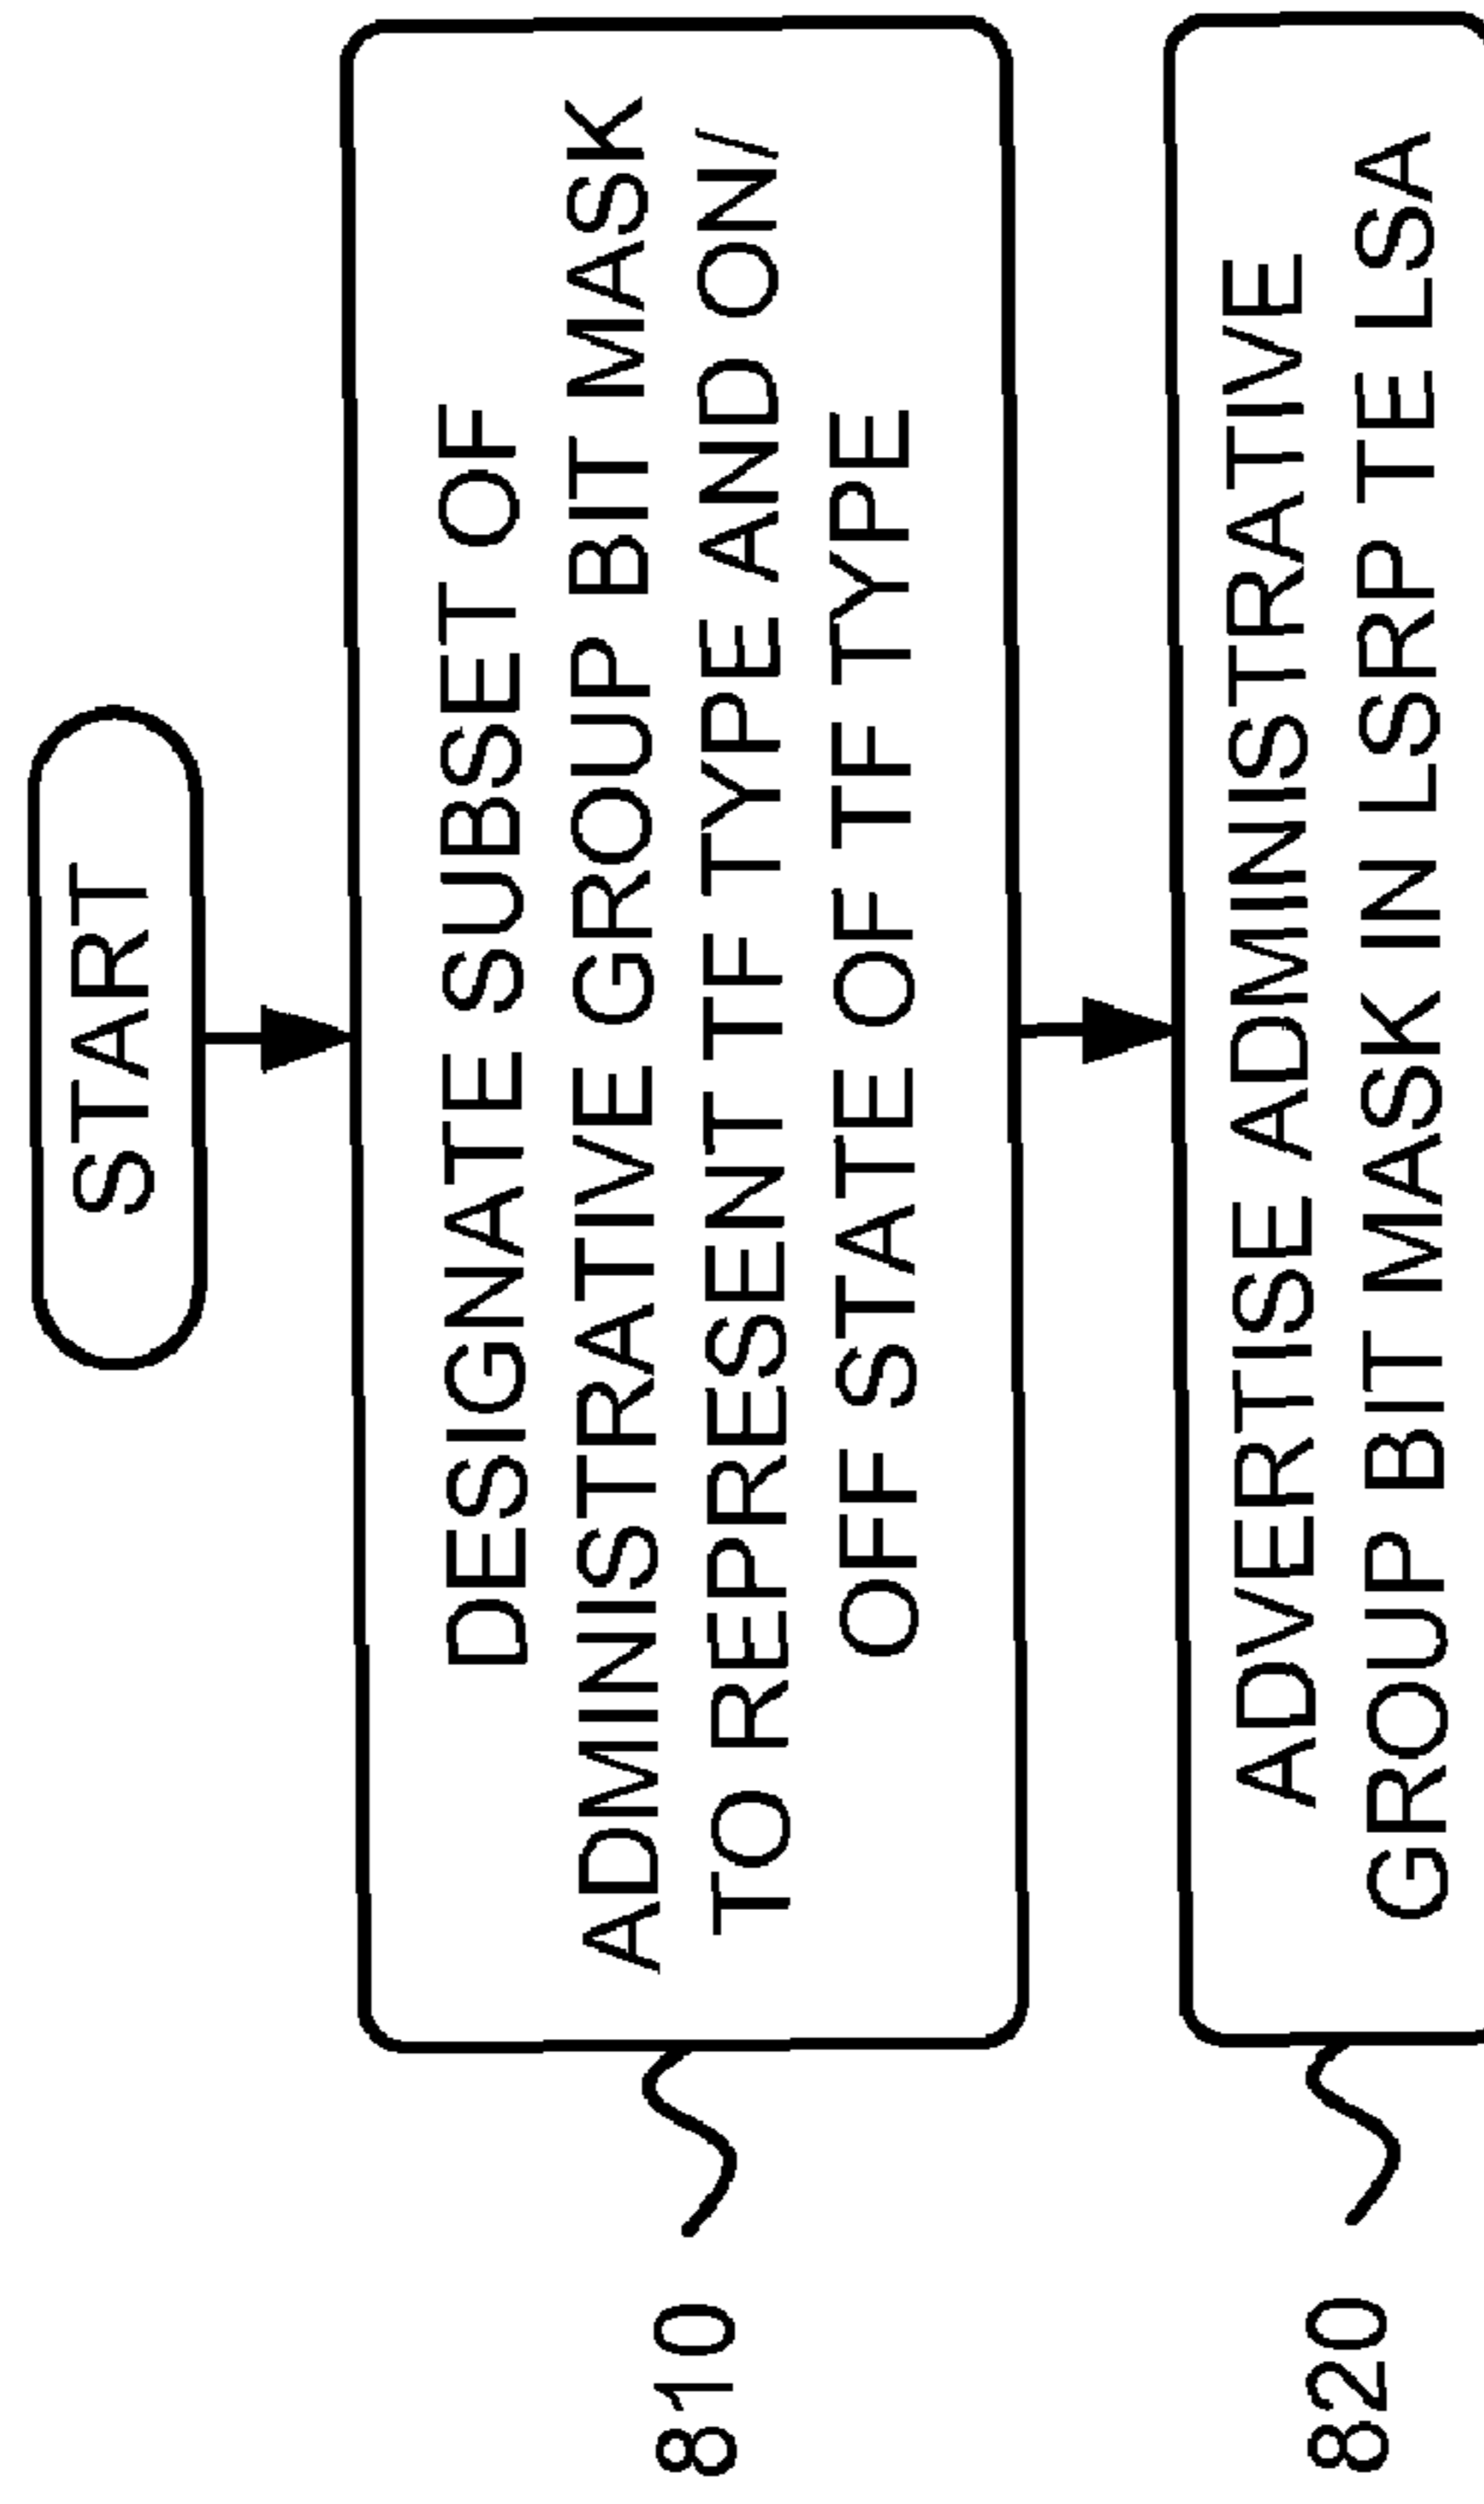 START
DESIGNATE SUBSET OF
ADMINISTRATIVE GROUP BIT MASK
TO REPRESENT TF TYPE AND ON/
OFF STATE OF TF TYPE
810
ADVERTISE ADMINISTRATIVE
GROUP BIT MASK IN LSRP TE LSA
820